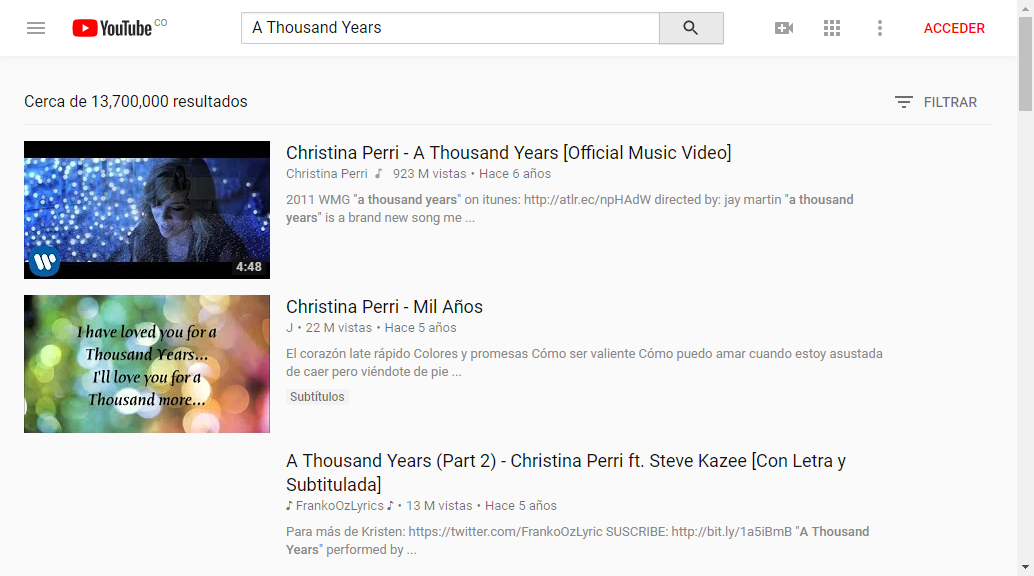 YouTube CO
A Thousand Years
ACCEDER
Cerca de 13,700,000 resultados
FILTRAR
Christina Perri - A Thousand Years [Official Music Video]
Christina Perri ♪ 923 M vistas • Hace 6 años
2011 WMG "a thousand years" on itunes: http://atlr.ec/npHAdW directed by: jay martin "a thousand
years" is a brand new song me ...
4:48
Christina Perri - Mil Años
J • 22 M vistas • Hace 5 años
El corazón late rápido Colores y promesas Cómo ser valiente Cómo puedo amar cuando estoy asustada
de caer pero viéndote de pie ...
Subtítulos
I have loved you for a
Thousand Years...
I'll love you for a
Thousand more...
A Thousand Years (Part 2) - Christina Perri ft. Steve Kazee [Con Letra y
Subtitulada]
♪ FrankoOzLyrics ♪ • 13 M vistas • Hace 5 años
Para más de Kristen: https://twitter.com/FrankoOzLyric SUSCRIBE: http://bit.ly/1a5iBmB "A Thousand
Years" performed by ...